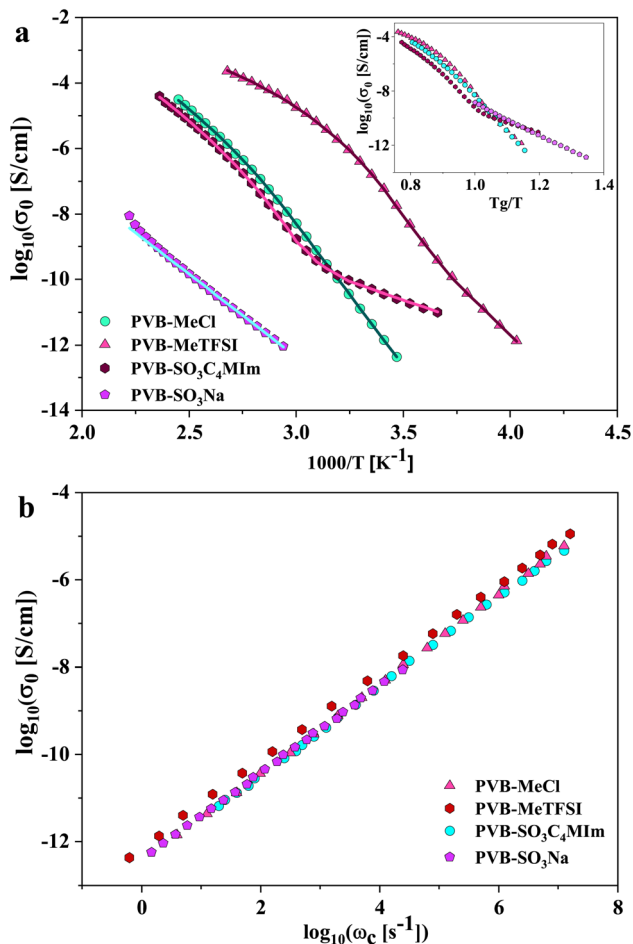 a
log₁₀(σ₀ [S/cm])
-2
-4
-6
-8
-10
-12
-14
2.0 2.5 3.0 3.5 4.0 4.5
1000/T [K⁻¹]
PVB-MeCl
PVB-MeTFSI
PVB-SO₃C₄MIm
PVB-SO₃Na
log₁₀(σ₀ [S/cm])
-4
-8
-12
0.8 1.0 1.2 1.4
Tg/T
b
log₁₀(σ₀ [S/cm])
-4
-6
-8
-10
-12
0 2 4 6 8
log₁₀(ω_c [s⁻¹])
PVB-MeCl
PVB-MeTFSI
PVB-SO₃C₄MIm
PVB-SO₃Na